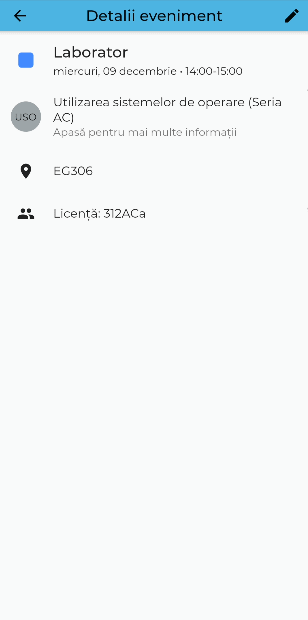 Detalii eveniment
Laborator
miercuri, 09 decembrie • 14:00-15:00
USO
Utilizarea sistemelor de operare (Seria
AC)
Apasă pentru mai multe informații
EG306
Licență: 312ACa